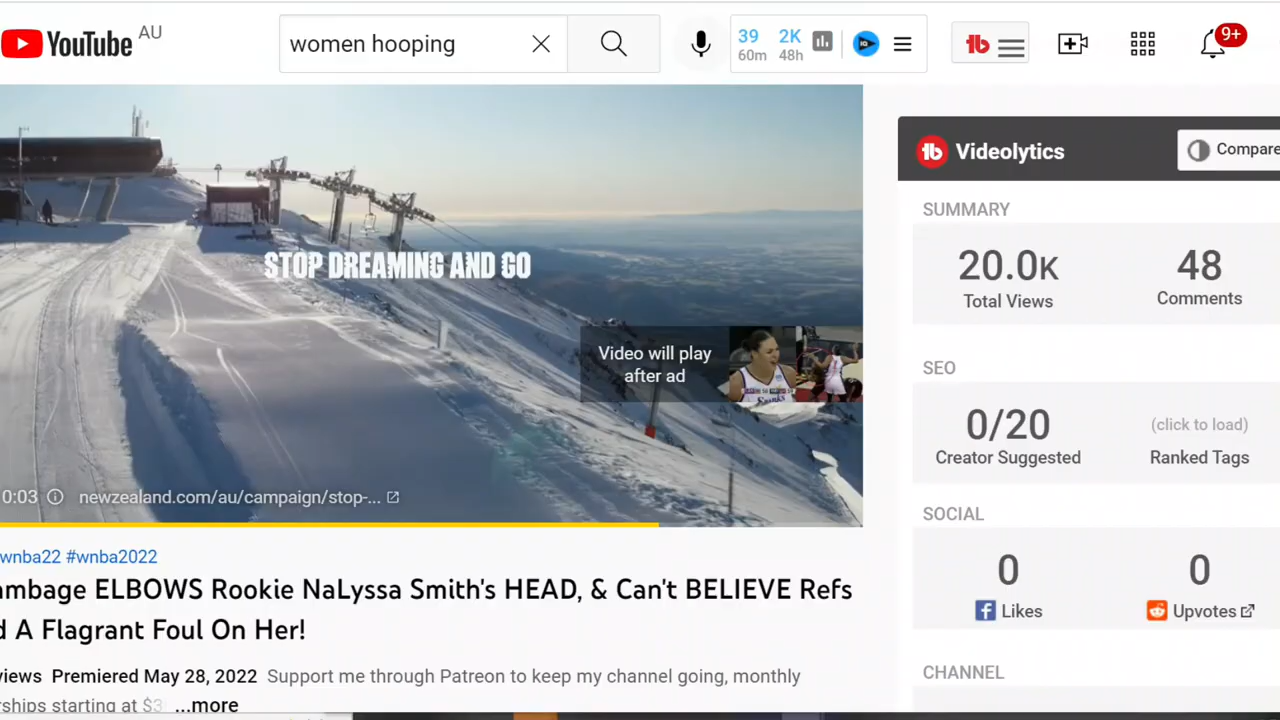 YouTube AU
women hooping
39 2K
60m 48h
IQ
9+
STOP DREAMING AND GO
Video will play
after ad
0:03 newzealand.com/au/campaign/stop-...
wnba22 #wnba2022
ambage ELBOWS Rookie NaLyssa Smith's HEAD, & Can't BELIEVE Refs
d A Flagrant Foul On Her!
views Premiered May 28, 2022 Support me through Patreon to keep my channel going, monthly
rships starting at $3 ...more
Videolytics
Compare
SUMMARY
20.0K 48
Total Views Comments
SEO
0/20 (click to load)
Creator Suggested Ranked Tags
SOCIAL
0 0
Likes Upvotes
CHANNEL